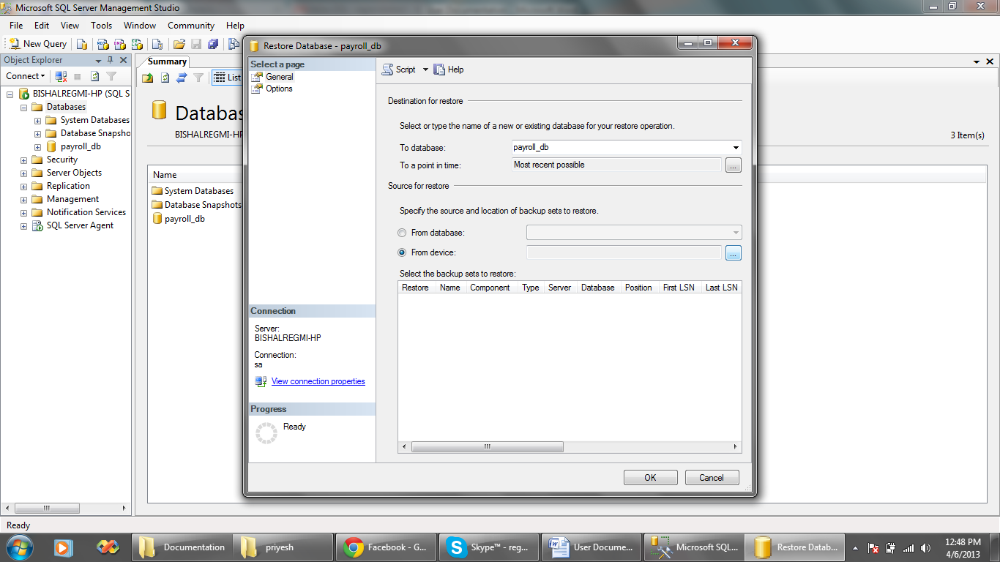 Microsoft SQL Server Management Studio
File Edit View Tools Window Community Help
New Query
Object Explorer
Connect
BISHALREGMI-HP (SQL S
Databases
System Databases
Database Snapsho
payroll_db
Security
Server Objects
Replication
Management
Notification Services
SQL Server Agent
Summary
List
Databas
BISHALREGMI-HP
3 Item(s)
Name
System Databases
Database Snapshots
payroll_db
Restore Database - payroll_db
Select a page
General
Options
Script Help
Destination for restore
Select or type the name of a new or existing database for your restore operation.
To database: payroll_db
To a point in time: Most recent possible ...
Source for restore
Specify the source and location of backup sets to restore.
From database:
From device: ...
Select the backup sets to restore:
Restore Name Component Type Server Database Position First LSN Last LSN
Connection
Server:
BISHALREGMI-HP
Connection:
sa
View connection properties
Progress
Ready
OK Cancel
Ready
Documentation priyesh Facebook - G... Skype™ - reg... User Docume... Microsoft SQL... Restore Datab...
12:48 PM
4/6/2013